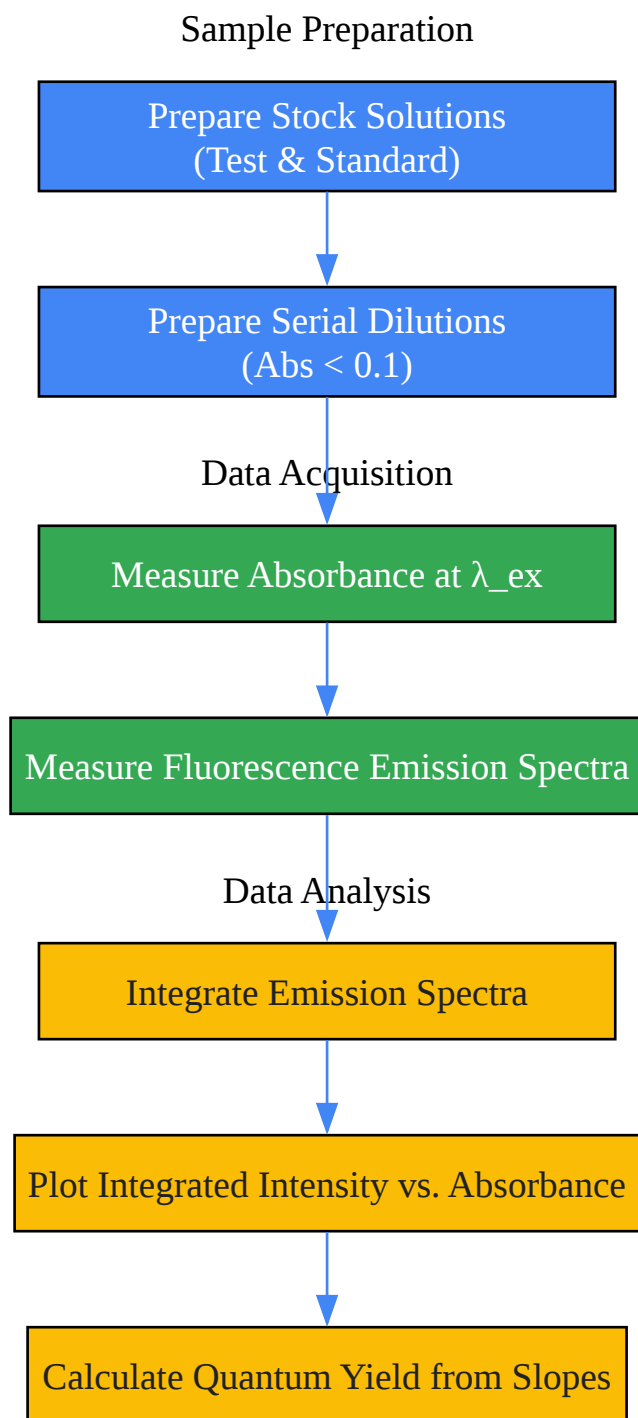 Sample Preparation
Prepare Stock Solutions
(Test & Standard)
Prepare Serial Dilutions
(Abs < 0.1)
Data Acquisition
Measure Absorbance at λ_ex
Measure Fluorescence Emission Spectra
Data Analysis
Integrate Emission Spectra
Plot Integrated Intensity vs. Absorbance
Calculate Quantum Yield from Slopes